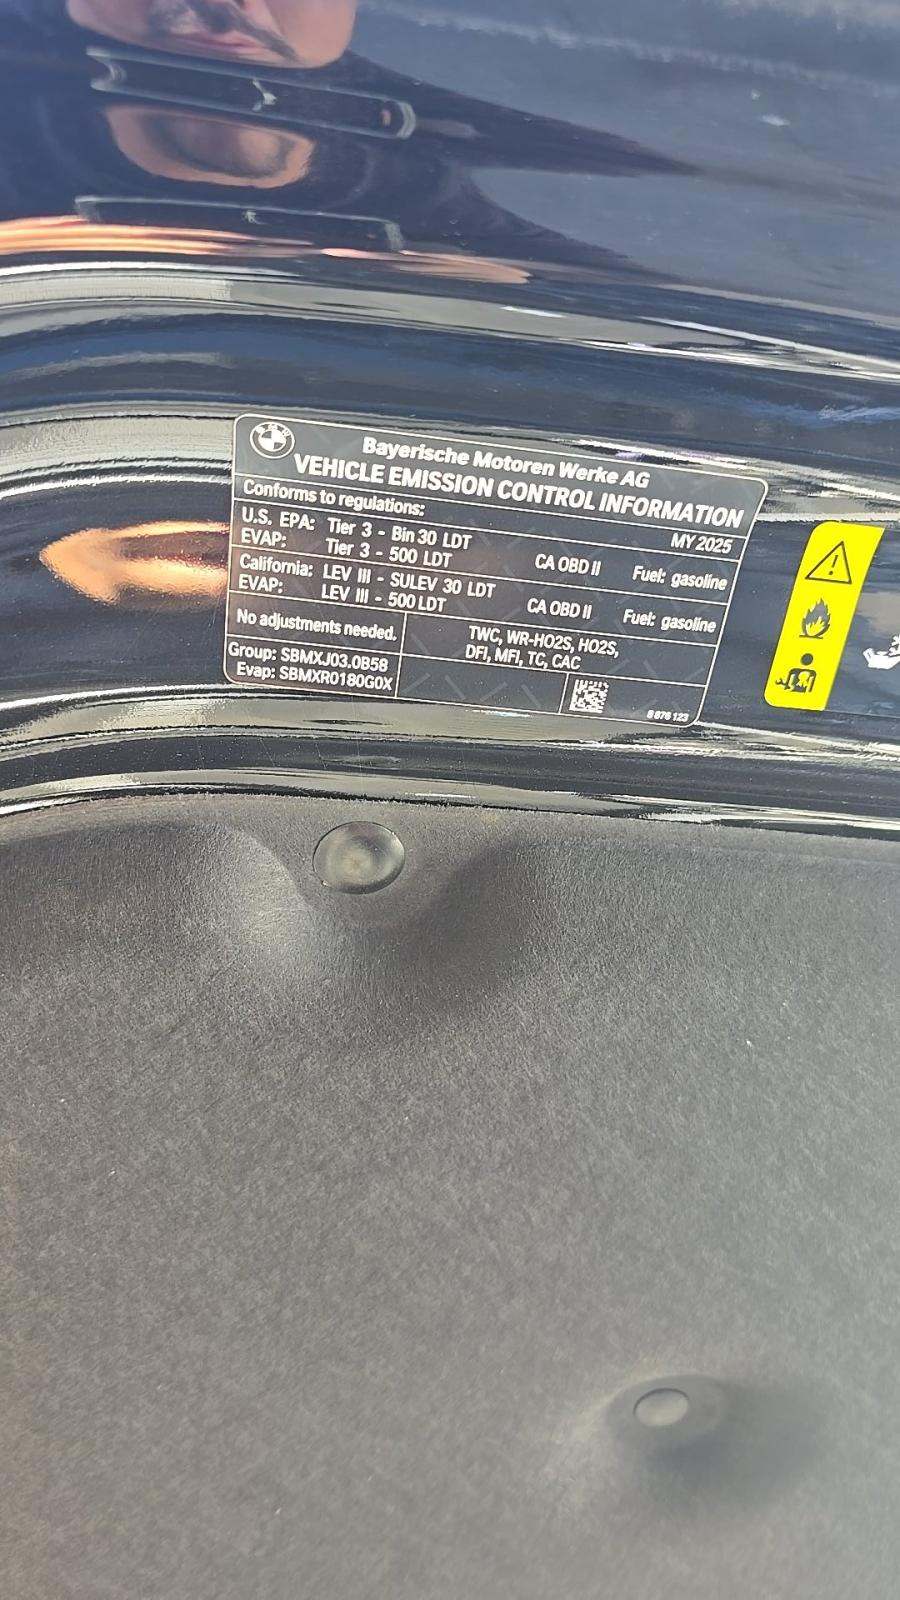 BMW
Bayerische Motoren Werke AG
VEHICLE EMISSION CONTROL INFORMATION
Conforms to regulations:
MY 2025
U.S. EPA: Tier 3 - Bin 30 LDT
EVAP: Tier 3 - 500 LDT
CA OBD II
Fuel: gasoline
California: LEV III - SULEV 30 LDT
EVAP: LEV III - 500 LDT
CA OBD II
Fuel: gasoline
No adjustments needed.
TWC, WR-HO2S, HO2S,
DFI, MFI, TC, CAC
Group: SBMXJ03.0B58
Evap: SBMXR0180G0X
8 876 123